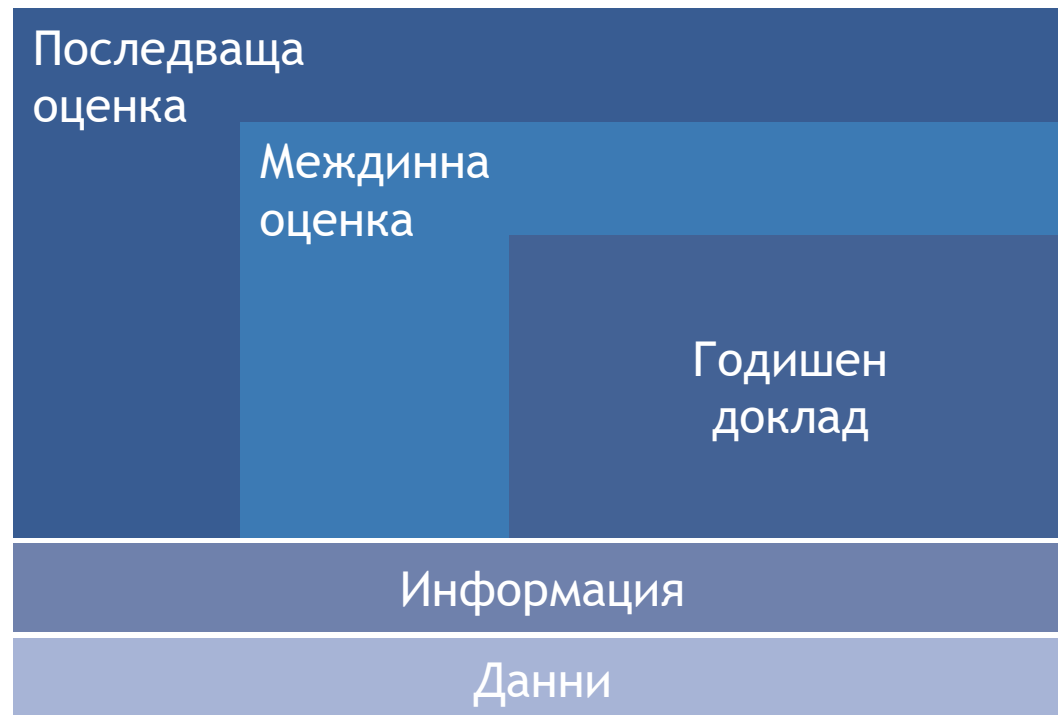 Последваща
оценка
Междинна
оценка
Годишен
доклад
Информация
Данни